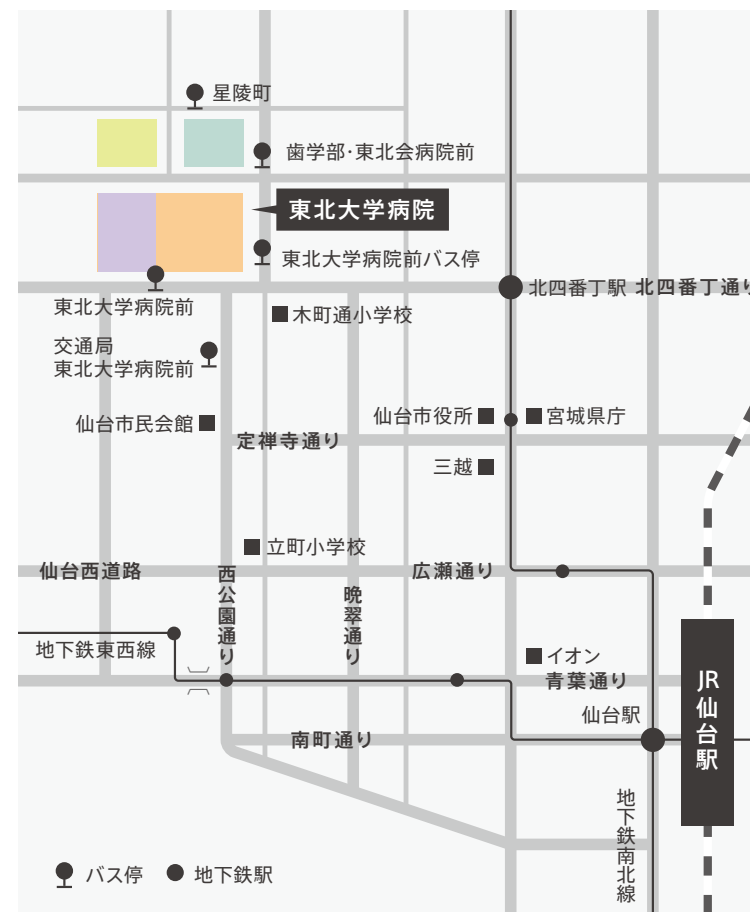 星陵町
歯学部･東北会病院前
東北大学病院
東北大学病院前バス停
北四番丁駅
北四番丁通り
東北大学病院前
木町通小学校
交通局
東北大学病院前
仙台市民会館
仙台市役所
宮城県庁
定禅寺通り
三越
立町小学校
仙台西道路
広瀬通り
西公園通り
晩翠通り
地下鉄東西線
イオン
青葉通り
JR仙台駅
仙台駅
南町通り
地下鉄南北線
バス停
地下鉄駅